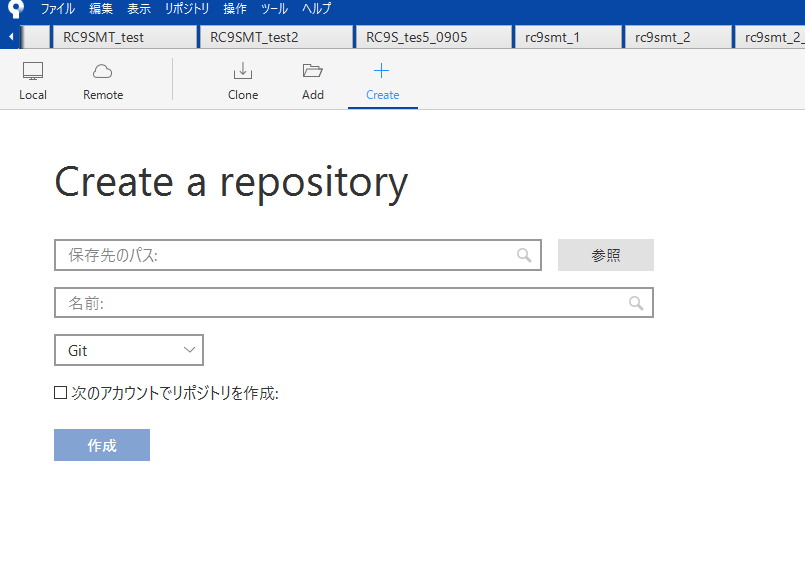 ファイル 編集 表示 リポジトリ 操作 ツール ヘルプ
RC9SMT_test RC9SMT_test2 RC9S_tes5_0905 rc9smt_1 rc9smt_2 rc9smt_2_
Local Remote Clone Add Create
Create a repository
保存先のパス: 参照
名前:
Git
次のアカウントでリポジトリを作成:
作成